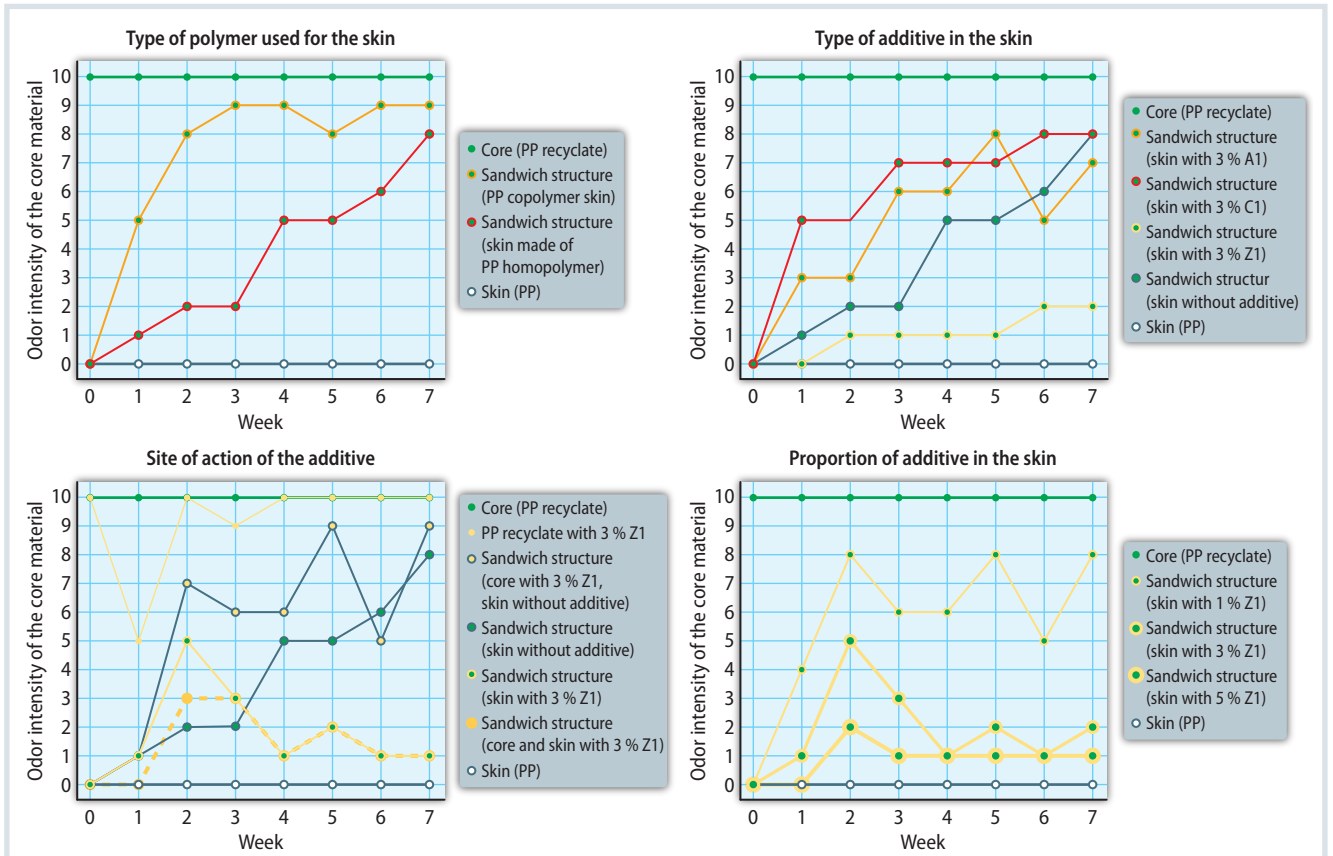 Type of polymer used for the skin
Odor intensity of the core material
10
9
8
7
6
5
4
3
2
1
0
0 1 2 3 4 5 6 7
Week
Core (PP recyclate)
Sandwich structure
(PP copolymer skin)
Sandwich structure
(skin made of
PP homopolymer)
Skin (PP)
Type of additive in the skin
Odor intensity of the core material
10
9
8
7
6
5
4
3
2
1
0
0 1 2 3 4 5 6 7
Week
Core (PP recyclate)
Sandwich structure
(skin with 3 % A1)
Sandwich structure
(skin with 3 % C1)
Sandwich structure
(skin with 3 % Z1)
Sandwich structur
(skin without additive)
Skin (PP)
Site of action of the additive
Odor intensity of the core material
10
9
8
7
6
5
4
3
2
1
0
0 1 2 3 4 5 6 7
Week
Core (PP recyclate)
PP recyclate with 3 % Z1
Sandwich structure
(core with 3 % Z1,
skin without additive)
Sandwich structure
(skin without additive)
Sandwich structure
(skin with 3 % Z1)
Sandwich structure
(core and skin with 3 % Z1)
Skin (PP)
Proportion of additive in the skin
Odor intensity of the core material
10
9
8
7
6
5
4
3
2
1
0
0 1 2 3 4 5 6 7
Week
Core (PP recyclate)
Sandwich structure
(skin with 1 % Z1)
Sandwich structure
(skin with 3 % Z1)
Sandwich structure
(skin with 5 % Z1)
Skin (PP)